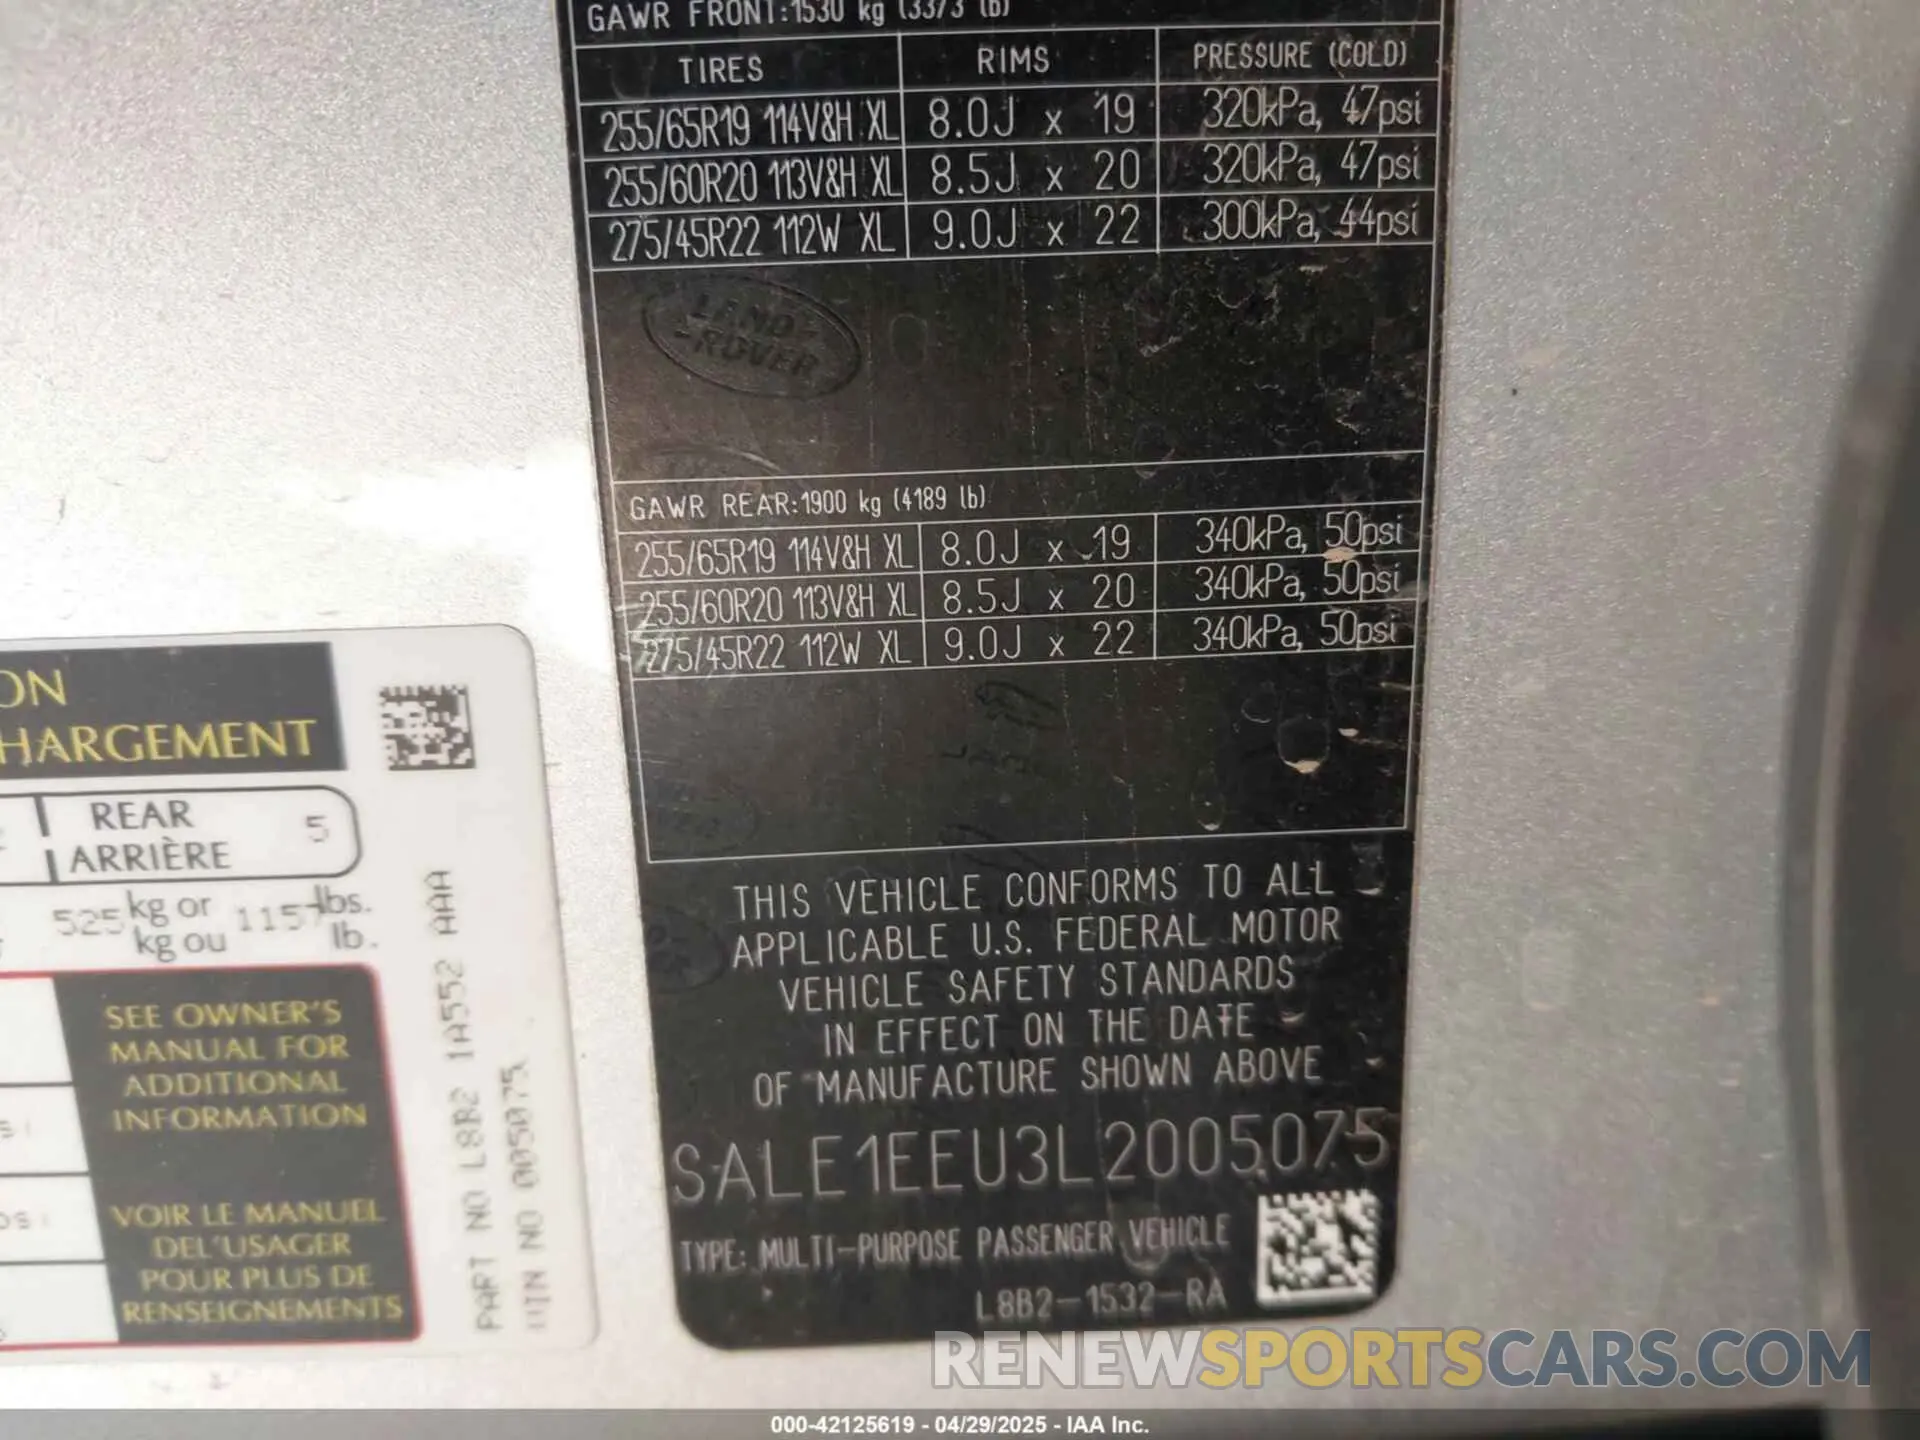 GAWR FRONT:1530 kg (3373 lb)
TIRES RIMS PRESSURE (COLD)
255/65R19 114V&H XL 8.0J x 19 320kPa, 47psi
255/60R20 113V&H XL 8.5J x 20 320kPa, 47psi
275/45R22 112W XL 9.0J x 22 300kPa, 44psi
LAND
ROVER
GAWR REAR:1900 kg (4189 lb)
255/65R19 114V&H XL 8.0J x 19 340kPa, 50psi
255/60R20 113V&H XL 8.5J x 20 340kPa, 50psi
275/45R22 112W XL 9.0J x 22 340kPa, 50psi
THIS VEHICLE CONFORMS TO ALL
APPLICABLE U.S. FEDERAL MOTOR
VEHICLE SAFETY STANDARDS
IN EFFECT ON THE DATE
OF MANUFACTURE SHOWN ABOVE
SALE1EEU3L2005075
TYPE: MULTI-PURPOSE PASSENGER VEHICLE
L8B2-1532-RA
ON
HARGEMENT
REAR 5
ARRIÈRE
525 kg or 1157 lbs.
kg ou lb.
SEE OWNER'S
MANUAL FOR
ADDITIONAL
INFORMATION
VOIR LE MANUEL
DEL'USAGER
POUR PLUS DE
RENSEIGNEMENTS
PART NO L8B2 1A552 AAA
VIN NO 005075
RENEWSPORTSCARS.COM
000-42125619 - 04/29/2025 - IAA Inc.